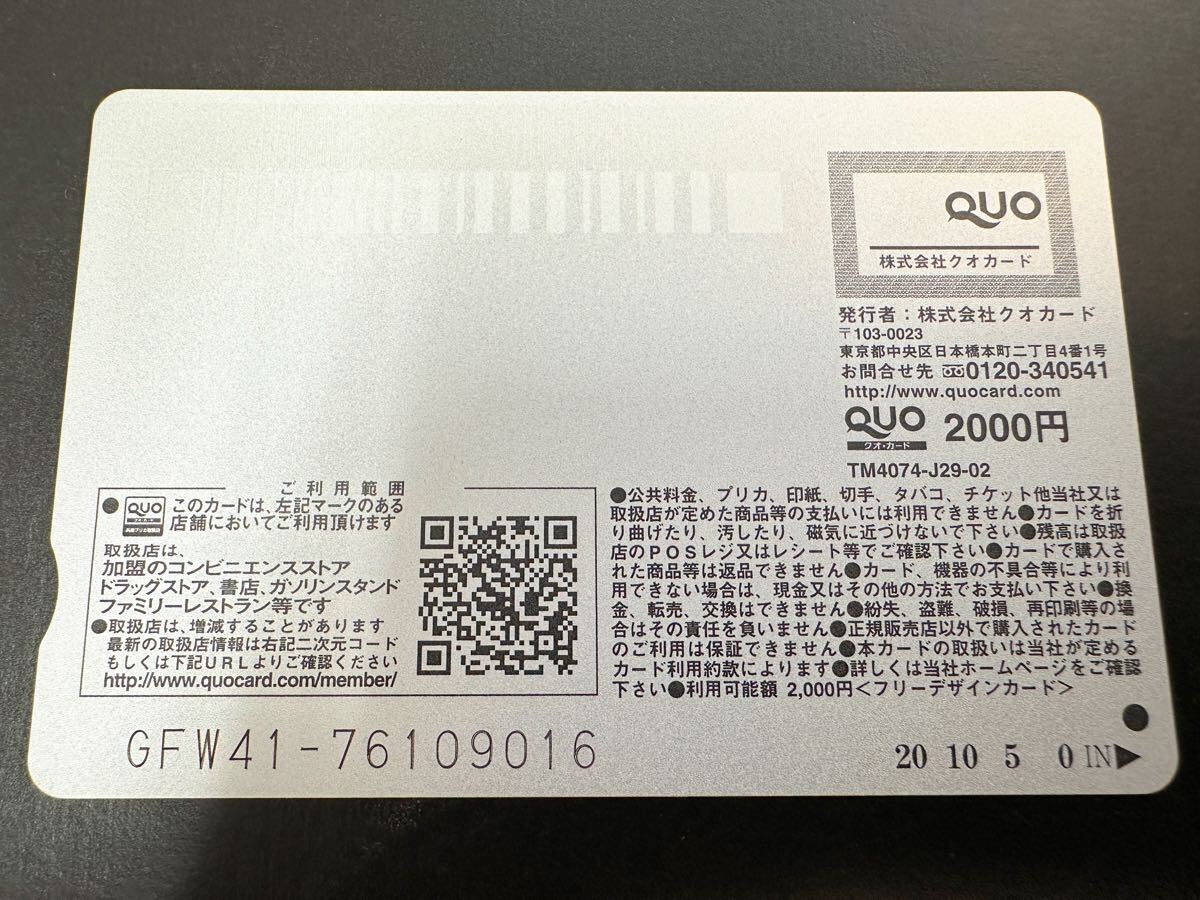 QUO
株式会社クオカード
発行者：株式会社クオカード
〒103-0023
東京都中央区日本橋本町二丁目4番1号
お問合せ先 0120-340541
http://www.quocard.com
QUO 2000円
クオ・カード
TM4074-J29-02
ご利用範囲
●QUO このカードは、左記マークのある
店舗においてご利用頂けます
取扱店は、
加盟のコンビニエンスストア
ドラッグストア、書店、ガソリンスタンド
ファミリーレストラン等です
●取扱店は、増減することがあります
最新の取扱店情報は右記二次元コード
もしくは下記URLよりご確認ください
http://www.quocard.com/member/
●公共料金、プリカ、印紙、切手、タバコ、チケット他当社又は
取扱店が定めた商品等の支払いには利用できません●カードを折
り曲げたり、汚したり、磁気に近づけないで下さい●残高は取扱
店のPOSレジ又はレシート等でご確認下さい●カードで購入さ
れた商品等は返品できません●カード、機器の不具合等により利
用できない場合は、現金又はその他の方法でお支払い下さい●換
金、転売、交換はできません●紛失、盗難、破損、再印刷等の場
合はその責任を負いません●正規販売店以外で購入されたカード
のご利用は保証できません●本カードの取扱いは当社が定める
カード利用約款によります●詳しくは当社ホームページをご確認
下さい●利用可能額 2,000円<フリーデザインカード>
GFW41-76109016
20 10 5 0 IN▶